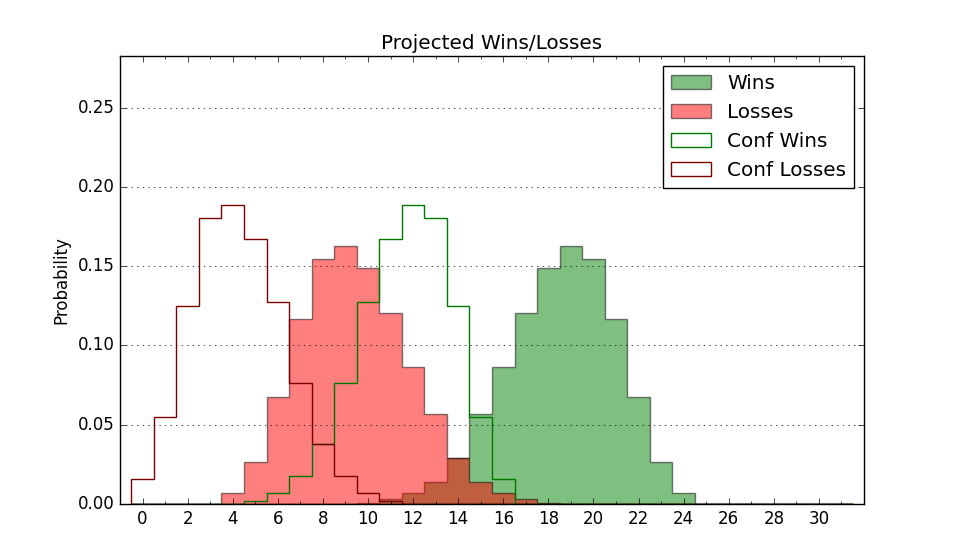 Projected Wins/Losses
Wins
Losses
Conf Wins
Conf Losses
Probability
0.25
0.20
0.15
0.10
0.05
0.00
0 2 4 6 8 10 12 14 16 18 20 22 24 26 28 30